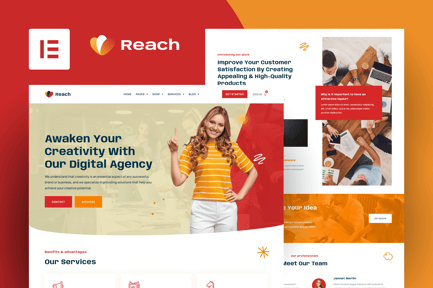 Reach
Introducing our work
Improve Your Customer
Satisfaction By Creating
Appealing & High-Quality
Products
Why is it important to have an
attractive layout?
Reach
HOME PAGES SHOP SERVICES BLOG
GET STARTED
Awaken Your
Creativity With
Our Digital Agency
We understand that creativity is an essential aspect of any successful
brand or business, and we specialize in providing solutions that help you
achieve your creative potential.
CONTACT
SERVICES
Your Idea
Our professionals
Meet Our Team
Benefits & advantages
Our Services